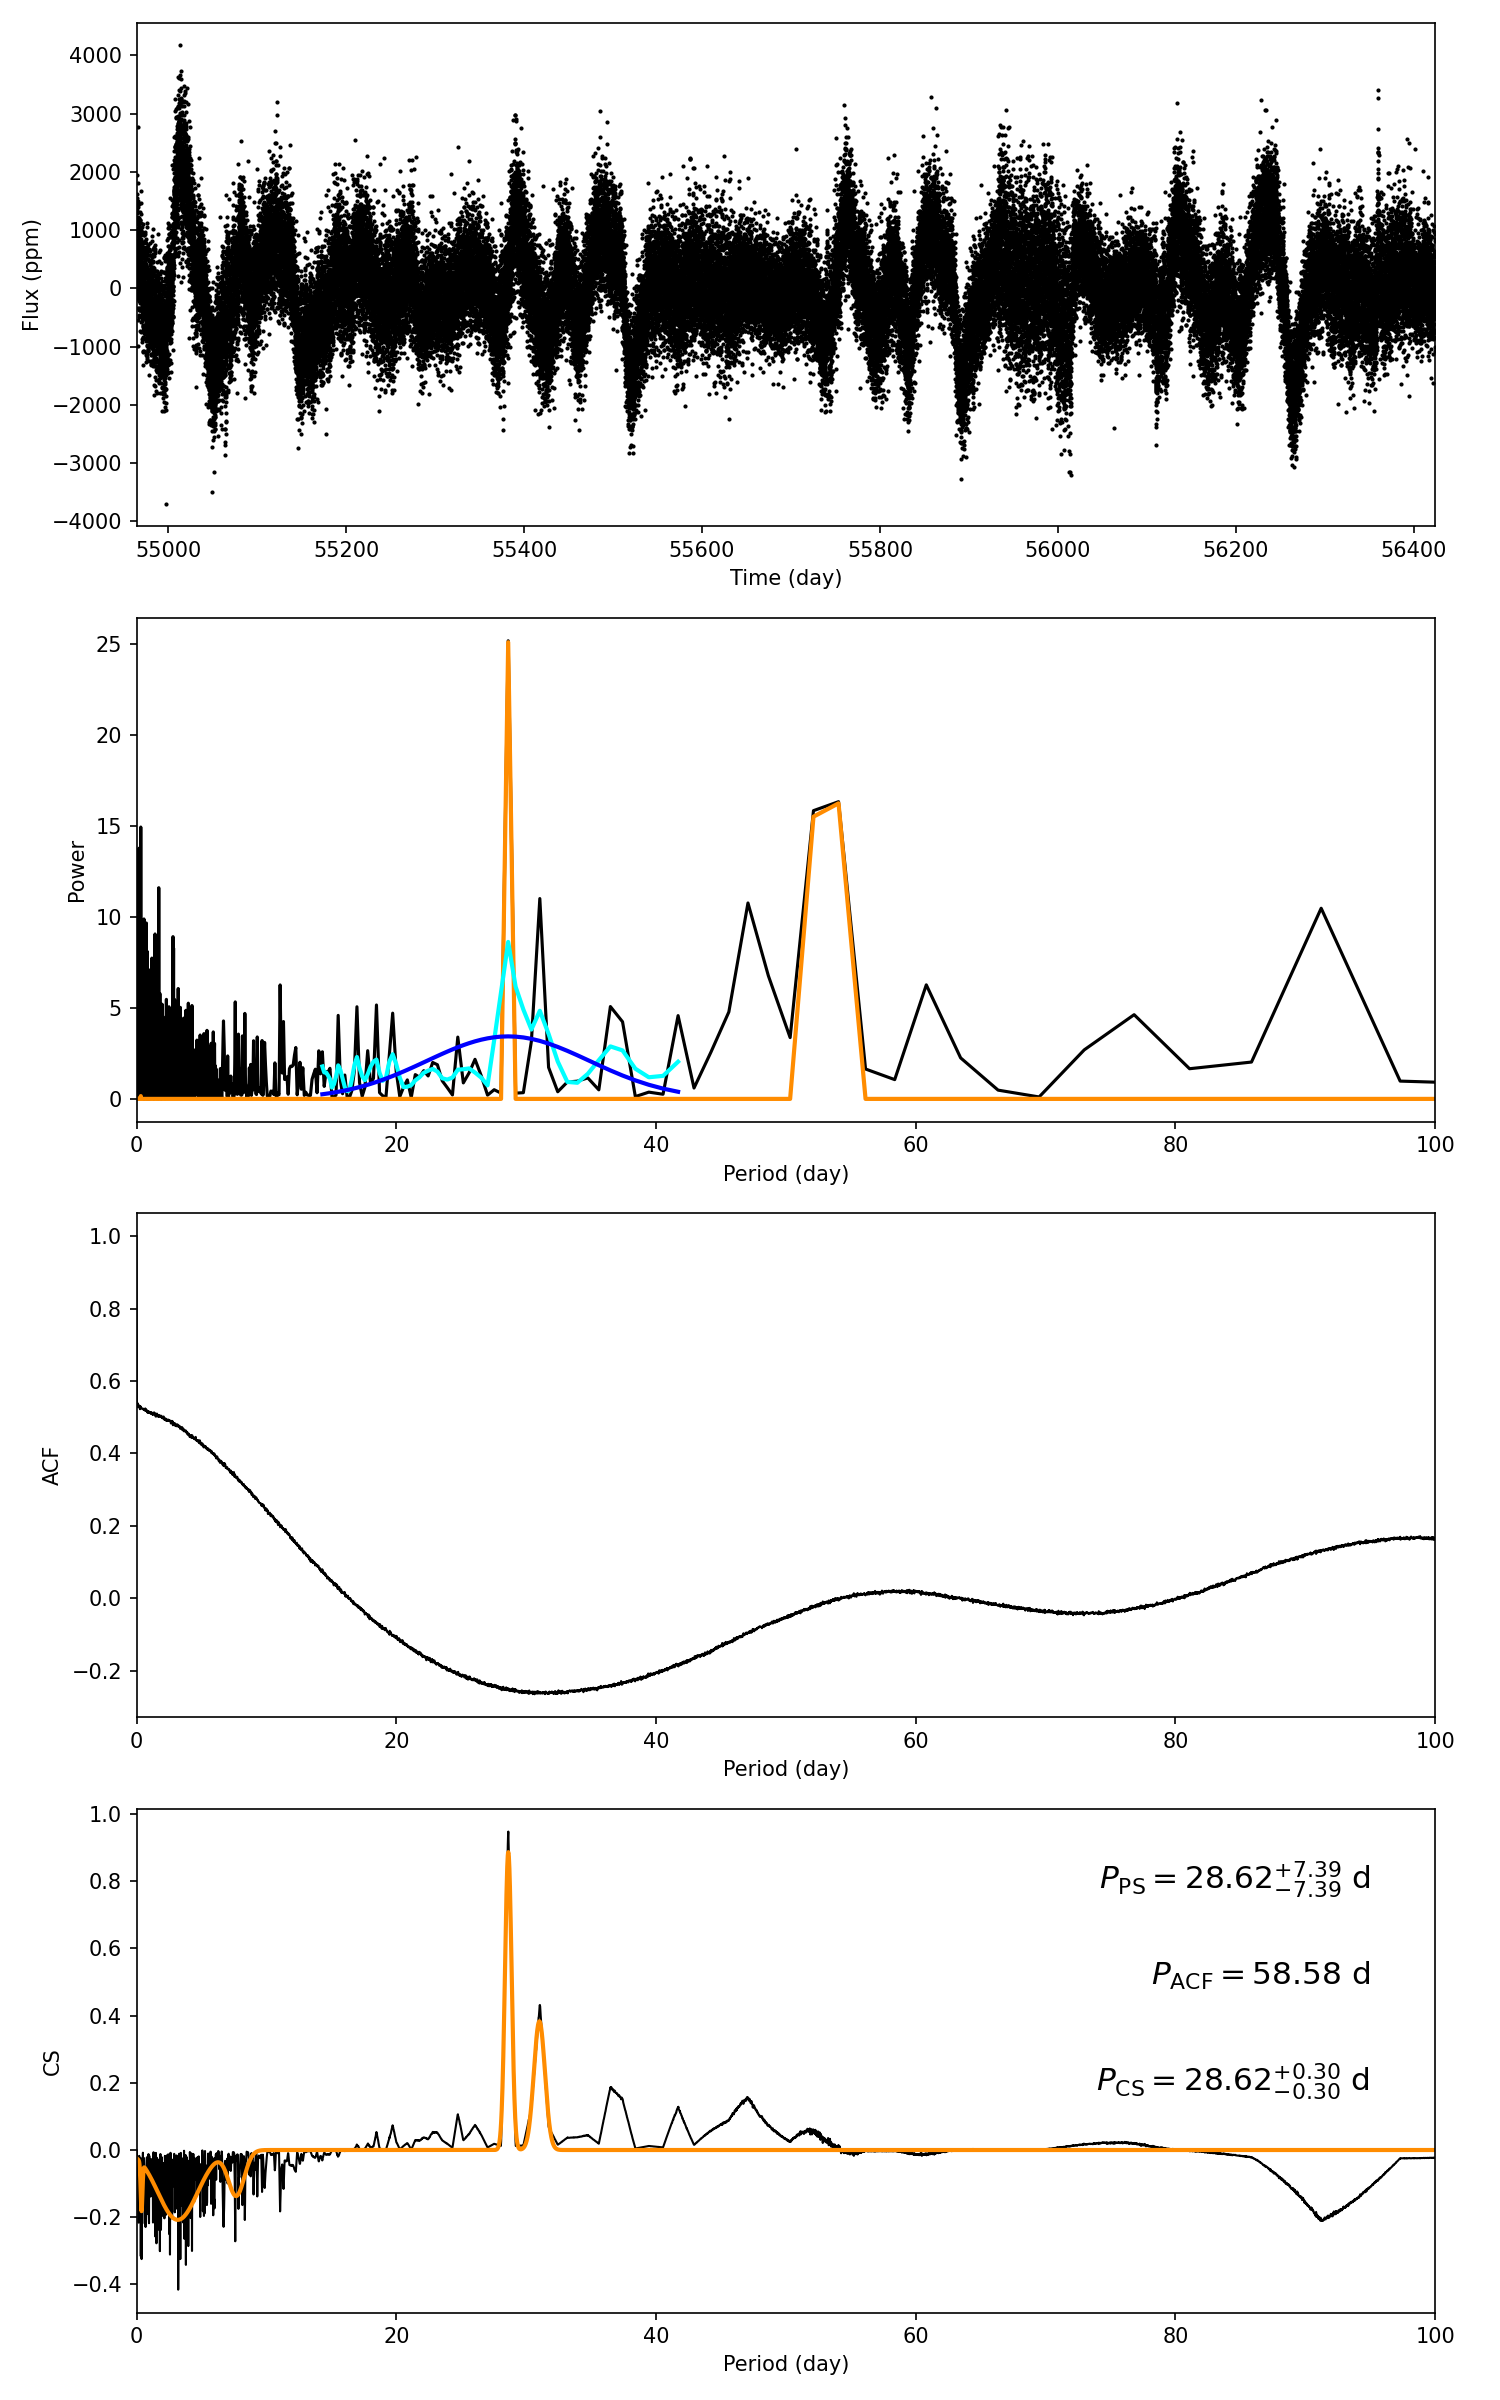 4000
3000
2000
1000
0
−1000
−2000
−3000
−4000
Flux (ppm)
55000 55200 55400 55600 55800 56000 56200 56400
Time (day)
25
20
15
10
5
0
Power
0 20 40 60 80 100
Period (day)
1.0
0.8
0.6
0.4
0.2
0.0
−0.2
ACF
0 20 40 60 80 100
Period (day)
1.0
0.8
0.6
0.4
0.2
0.0
−0.2
−0.4
CS
P_PS = 28.62 +7.39 −7.39 d
P_ACF = 58.58 d
P_CS = 28.62 +0.30 −0.30 d
0 20 40 60 80 100
Period (day)